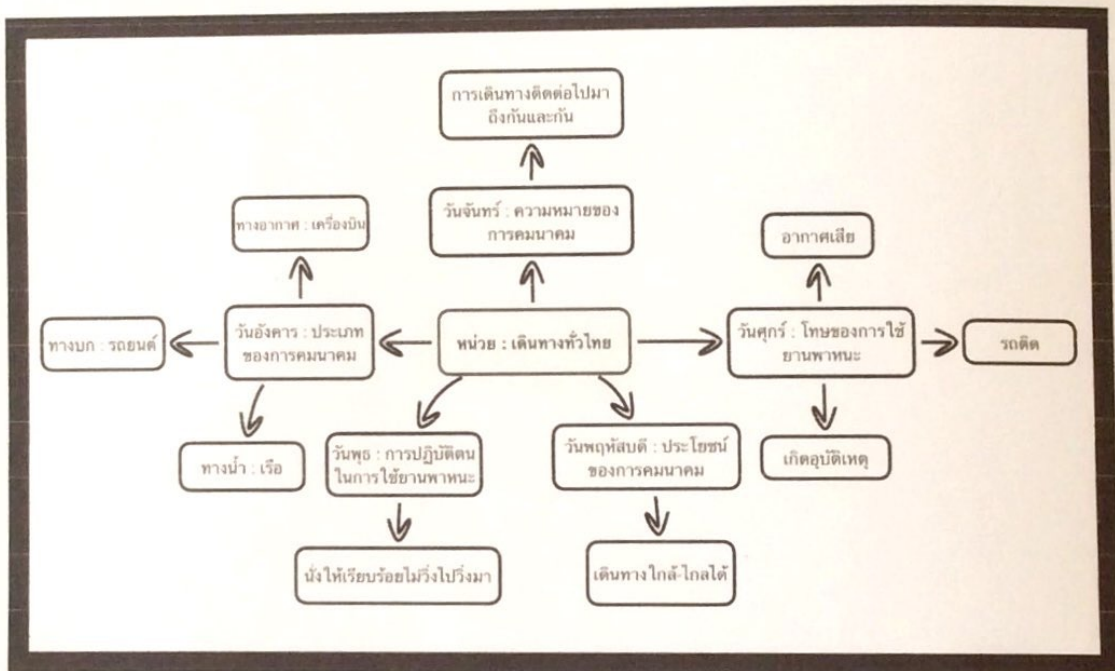 การเดินทางติดต่อไปมา
ถึงกันและกัน
วันจันทร์ : ความหมายของ
การคมนาคม
ทางอากาศ : เครื่องบิน
อากาศเสีย
ทางบก : รถยนต์
วันอังคาร : ประเภท
ของการคมนาคม
หน่วย : เดินทางทั่วไทย
วันศุกร์ : โทษของการใช้
ยานพาหนะ
รถติด
ทางน้ำ : เรือ
วันพุธ : การปฏิบัติตน
ในการใช้ยานพาหนะ
วันพฤหัสบดี : ประโยชน์
ของการคมนาคม
เกิดอุบัติเหตุ
นั่งให้เรียบร้อยไม่วิ่งไปวิ่งมา
เดินทางใกล้-ไกลได้